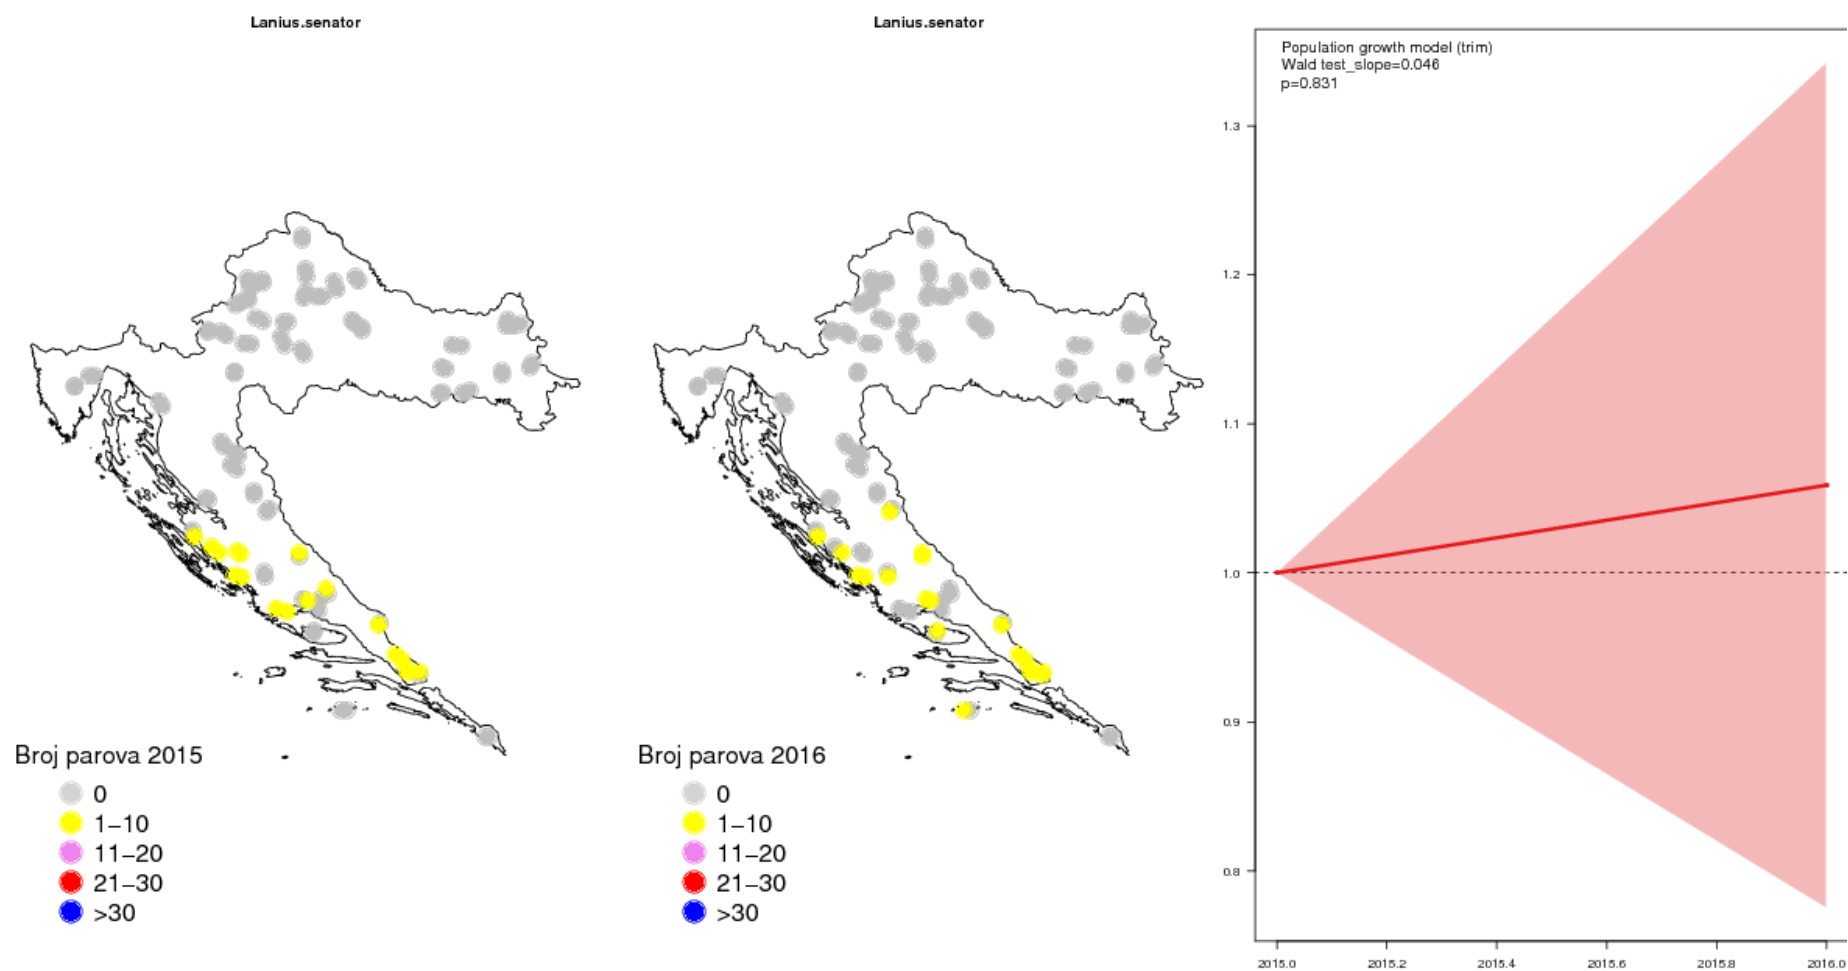 Lanius.senator
Broj parova 2015
0
1–10
11–20
21–30
>30
Lanius.senator
Broj parova 2016
0
1–10
11–20
21–30
>30
Population growth model (trim)
Wald test_slope=0.046
p=0.831
1.3
1.2
1.1
1.0
0.9
0.8
2015.0 2015.2 2015.4 2015.6 2015.8 2016.0